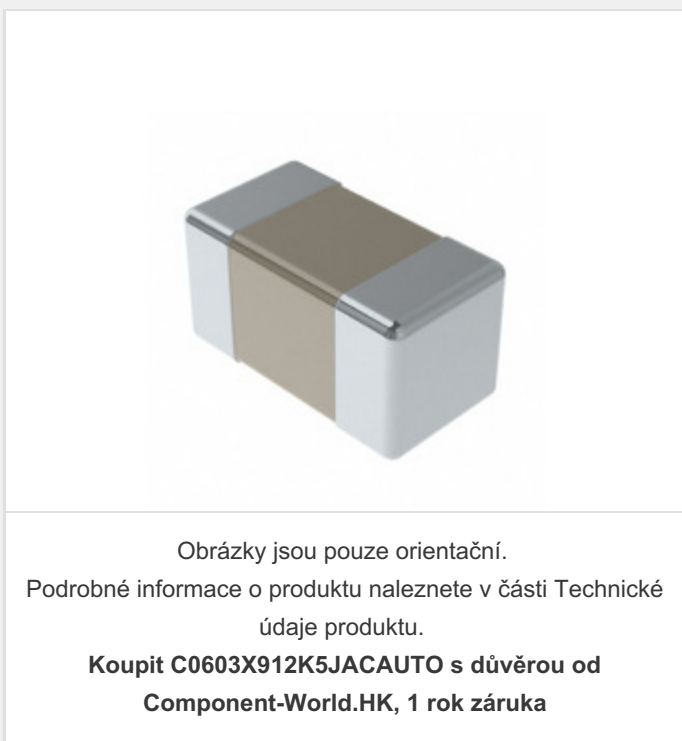 Obrázky jsou pouze orientační.
Podrobné informace o produktu naleznete v části Technické
údaje produktu.
Koupit C0603X912K5JACAUTO s důvěrou od
Component-World.HK, 1 rok záruka